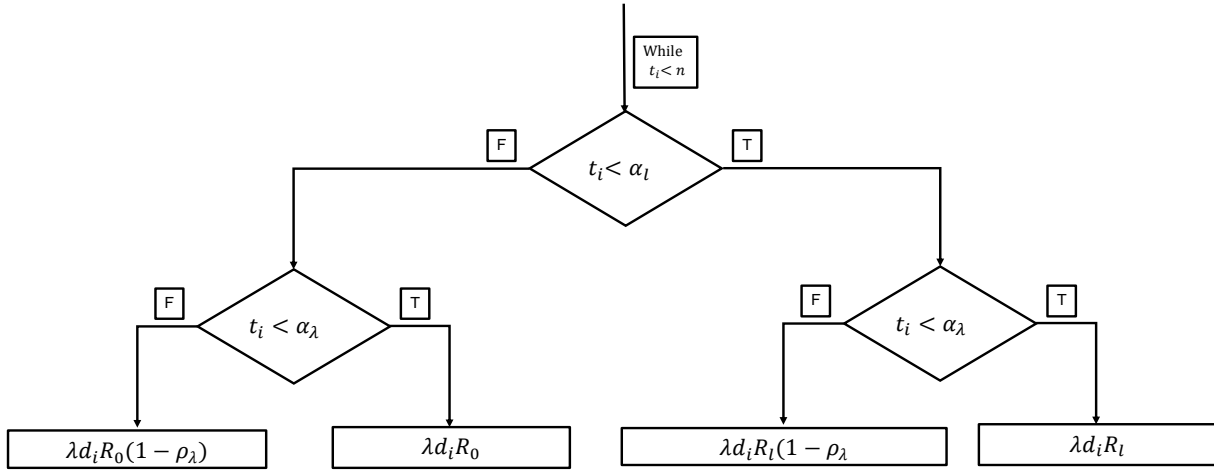 While
tᵢ < n
F
T
tᵢ < αₗ
F
T
F
T
tᵢ < α_λ
tᵢ < α_λ
λdᵢR₀(1 − ρ_λ)
λdᵢR₀
λdᵢRₗ(1 − ρ_λ
λdᵢRₗ